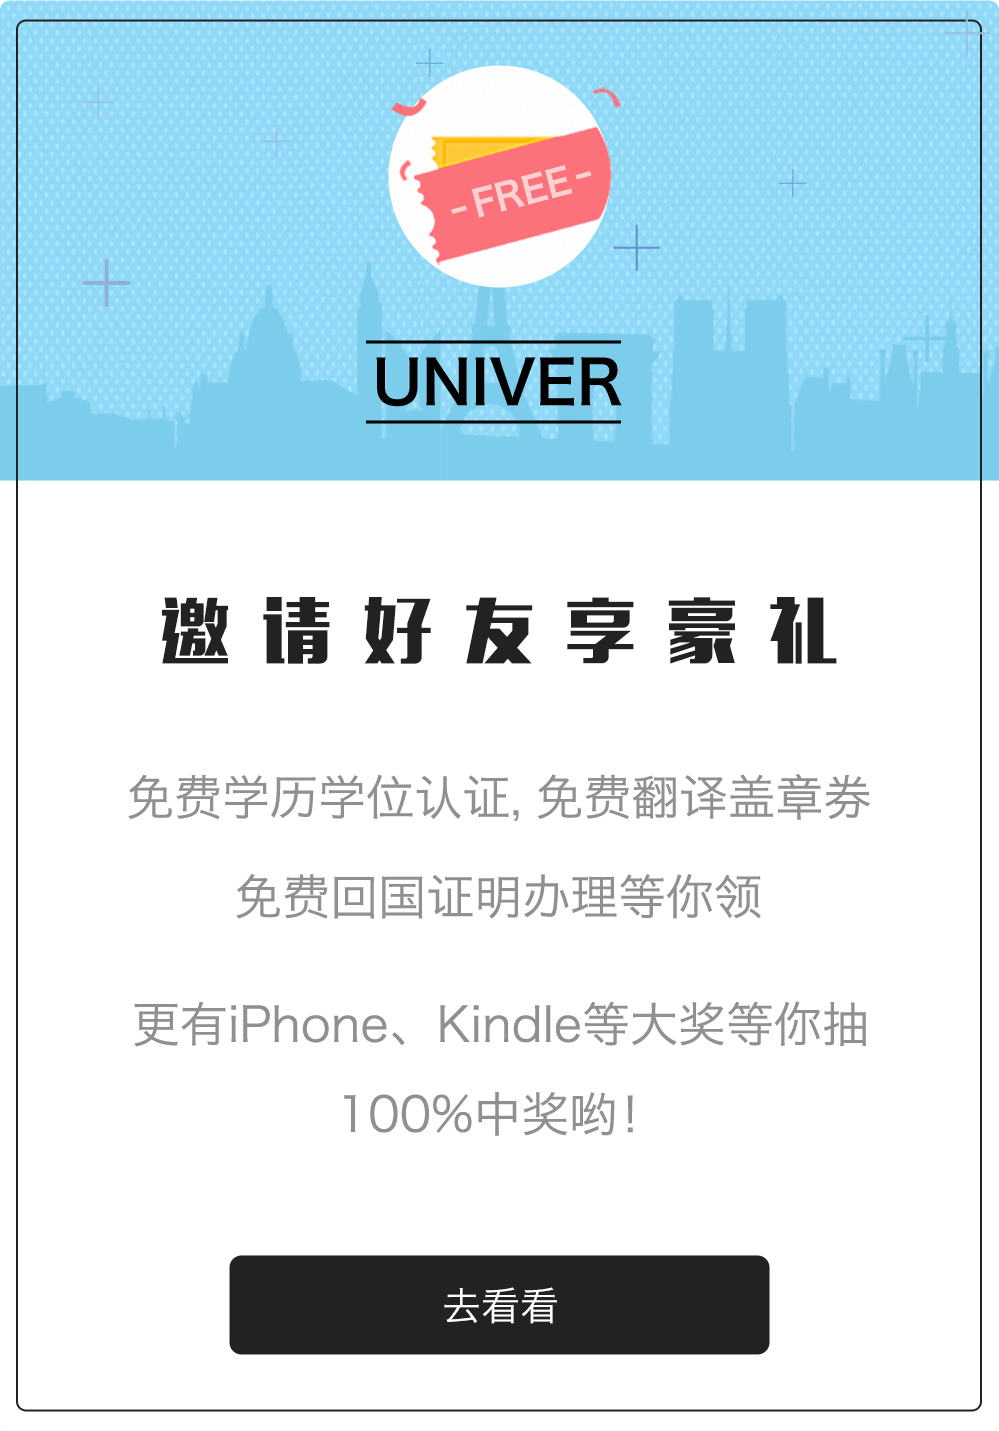 -FREE-
UNIVER
邀请好友享豪礼
免费学历学位认证, 免费翻译盖章券
免费回国证明办理等你领
更有iPhone、Kindle等大奖等你抽
100%中奖哟!
去看看